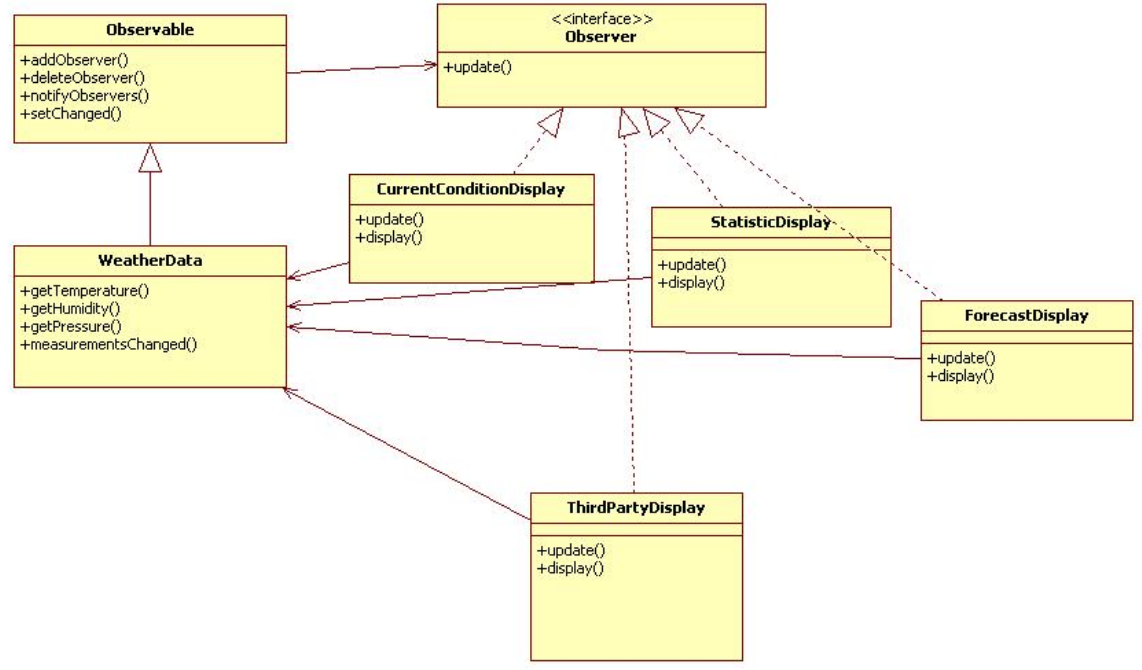 Observable
+addObserver()
+deleteObserver()
+notifyObservers()
+setChanged()
<<interface>>
Observer
+update()
CurrentConditionDisplay
+update()
+display()
StatisticDisplay
+update()
+display()
WeatherData
+getTemperature()
+getHumidity()
+getPressure()
+measurementsChanged()
ForecastDisplay
+update()
+display()
ThirdPartyDisplay
+update()
+display()